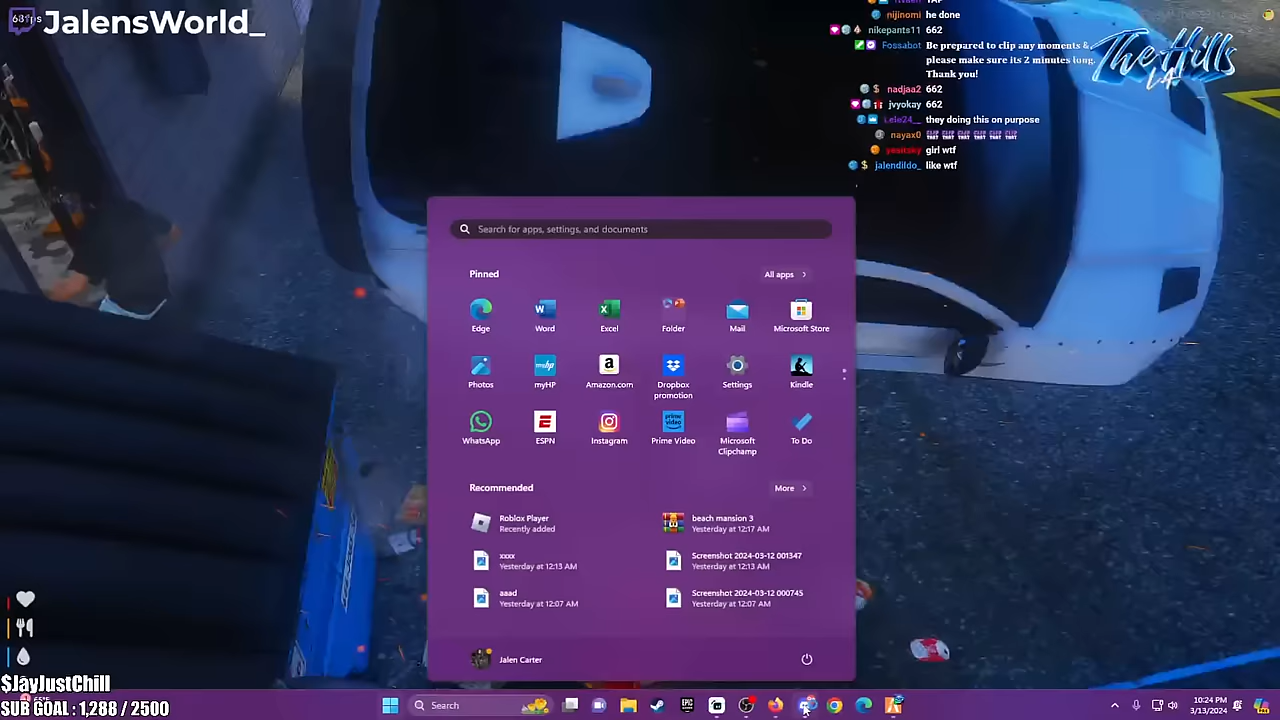 63fps
JalensWorld_
nijinomi he done
nikepants11 662
Fossabot Be prepared to clip any moments &
please make sure its 2 minutes long.
Thank you!
nadjaa2 662
jvyokay 662
Lele24__ they doing this on purpose
nayax0
yesitsky girl wtf
jalendildo_ like wtf
The Hills
LA
Search for apps, settings, and documents
Pinned
All apps
Edge
Word
Excel
Folder
Mail
Microsoft Store
Photos
myHP
Amazon.com
Dropbox
promotion
Settings
Kindle
WhatsApp
ESPN
Instagram
Prime Video
Microsoft
Clipchamp
To Do
Recommended
More
Roblox Player
Recently added
beach mansion 3
Yesterday at 12:17 AM
xxxx
Yesterday at 12:13 AM
Screenshot 2024-03-12 001347
Yesterday at 12:13 AM
aaad
Yesterday at 12:07 AM
Screenshot 2024-03-12 000745
Yesterday at 12:07 AM
Jalen Carter
$JayJustChill
SUB GOAL : 1,288 / 2500
Search
10:24 PM
3/13/2024